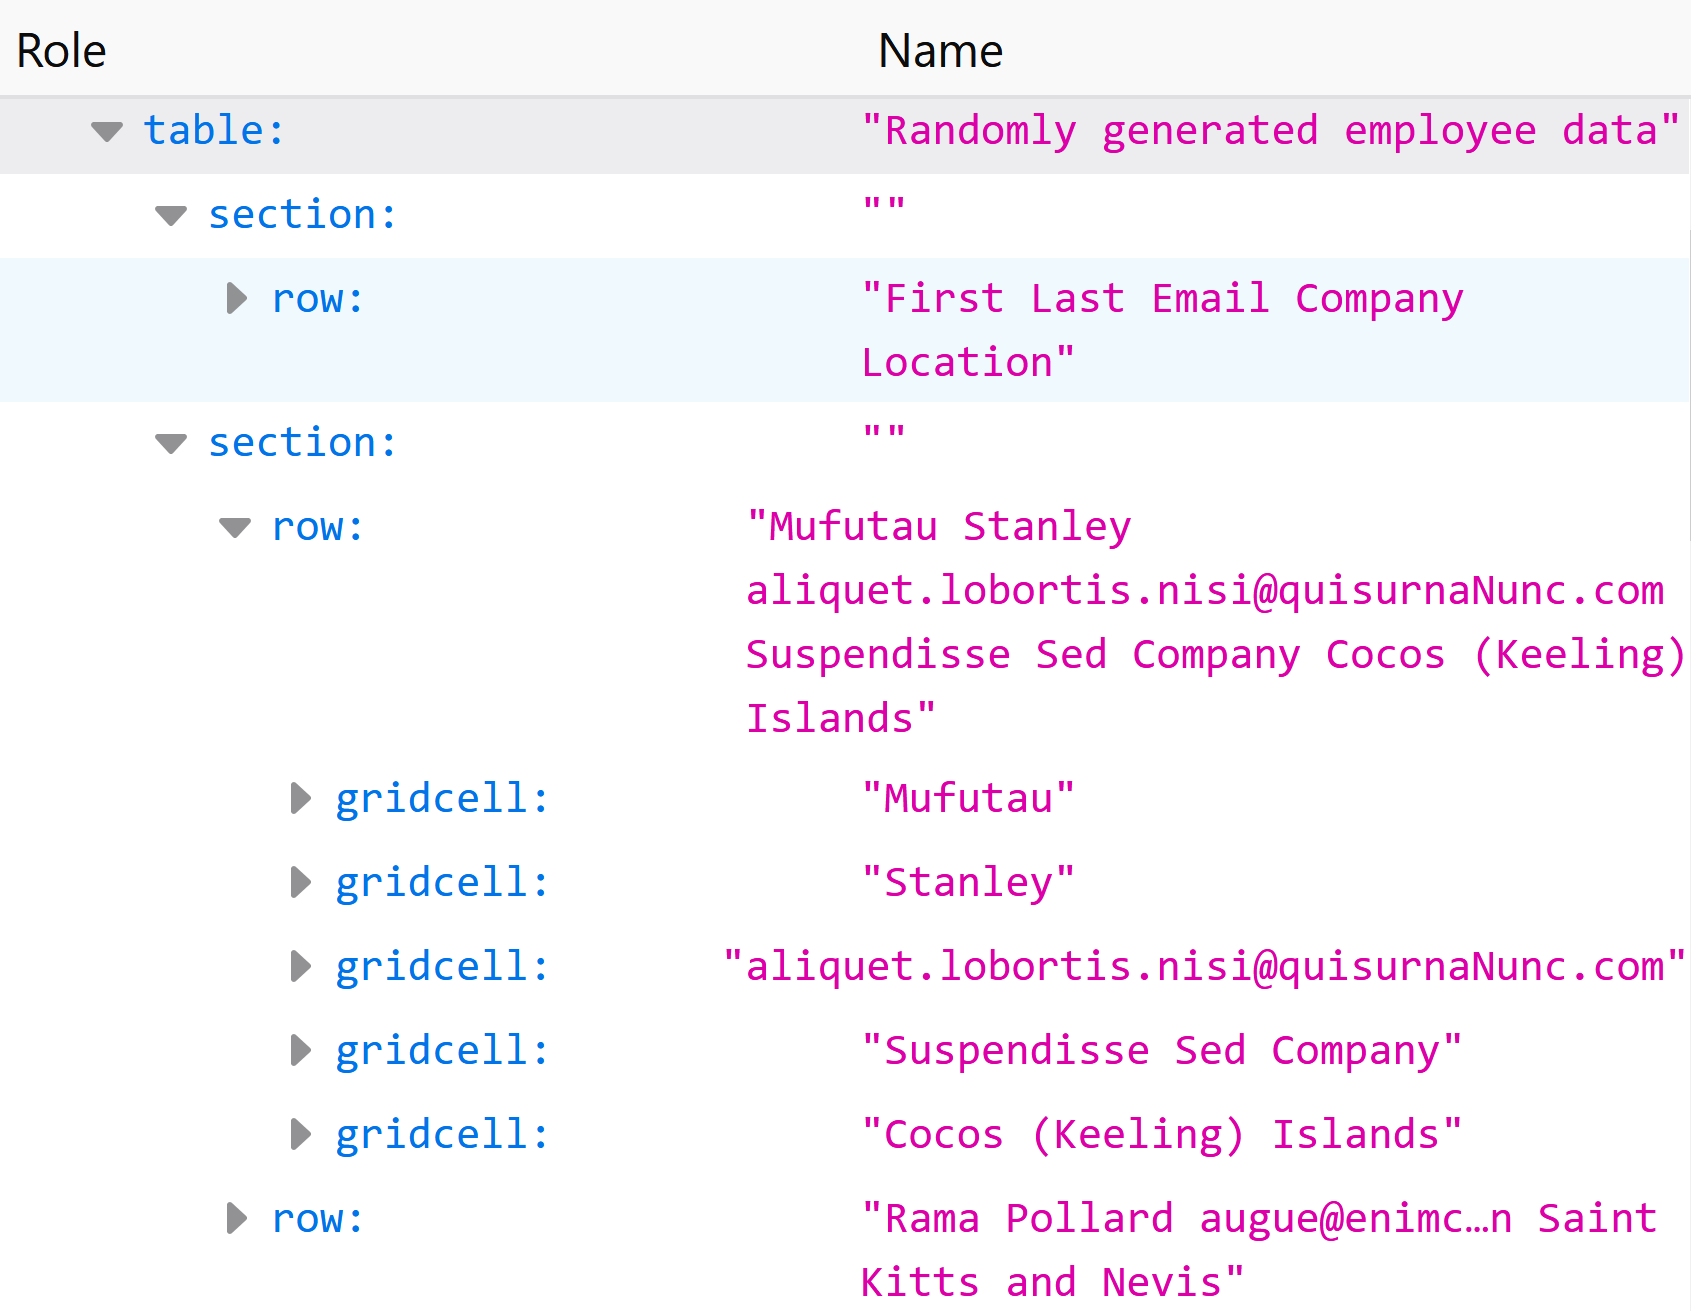 Role Name
table: "Randomly generated employee data"
section: ""
row: "First Last Email Company
Location"
section: ""
row: "Mufutau Stanley
aliquet.lobortis.nisi@quisurnaNunc.com
Suspendisse Sed Company Cocos (Keeling)
Islands"
gridcell: "Mufutau"
gridcell: "Stanley"
gridcell: "aliquet.lobortis.nisi@quisurnaNunc.com"
gridcell: "Suspendisse Sed Company"
gridcell: "Cocos (Keeling) Islands"
row: "Rama Pollard augue@enimc…n Saint
Kitts and Nevis"